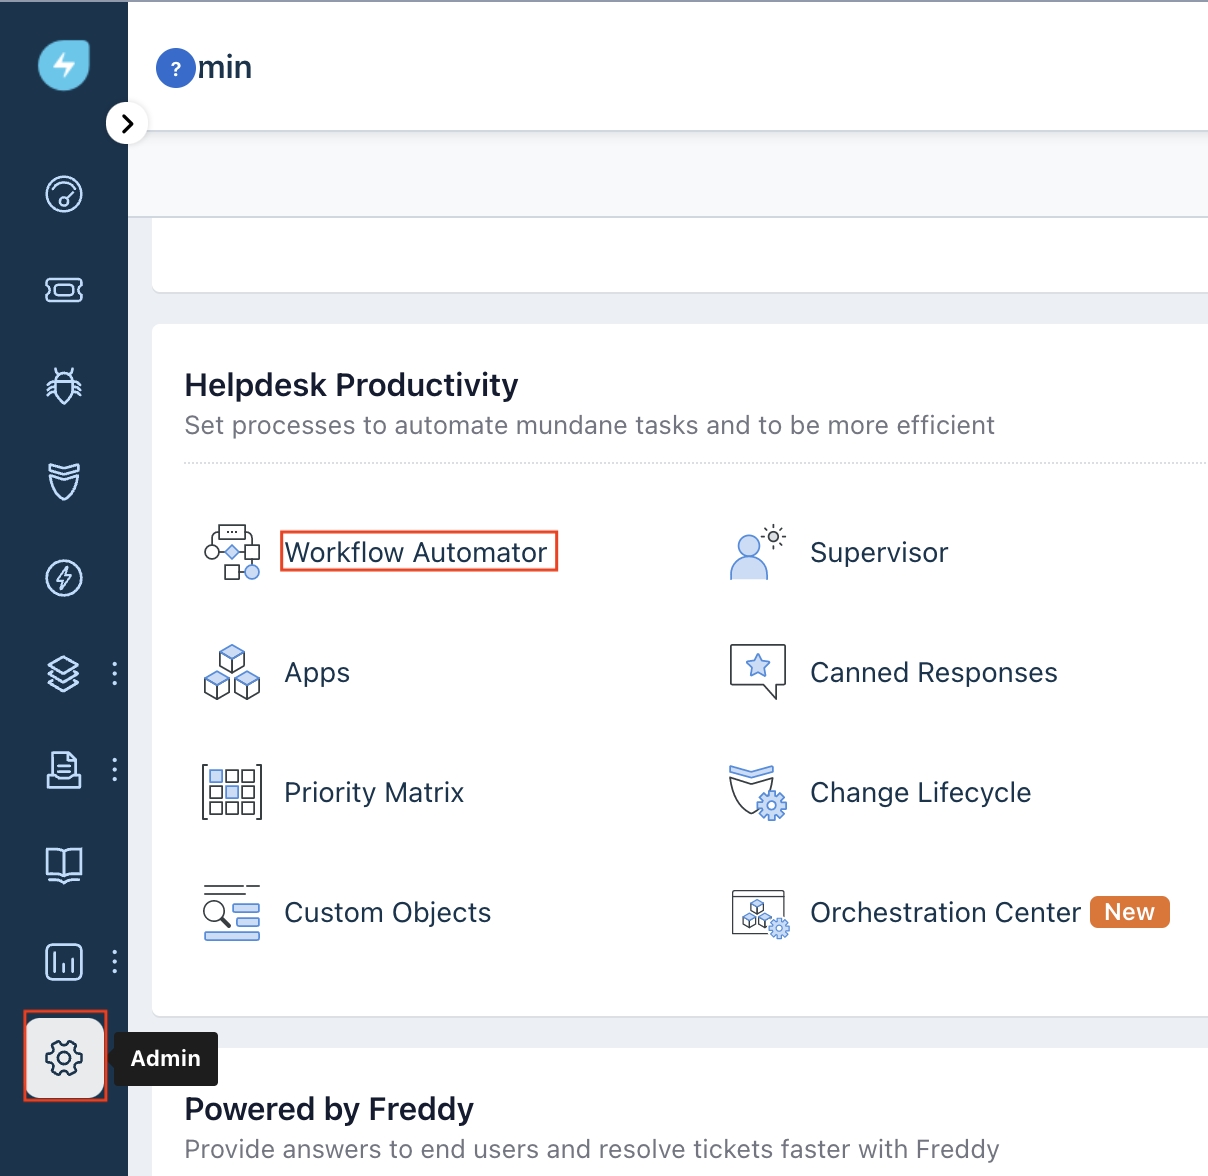 ?min
Helpdesk Productivity
Set processes to automate mundane tasks and to be more efficient
Workflow Automator
Supervisor
Apps
Canned Responses
Priority Matrix
Change Lifecycle
Custom Objects
Orchestration Center New
Admin
Powered by Freddy
Provide answers to end users and resolve tickets faster with Freddy